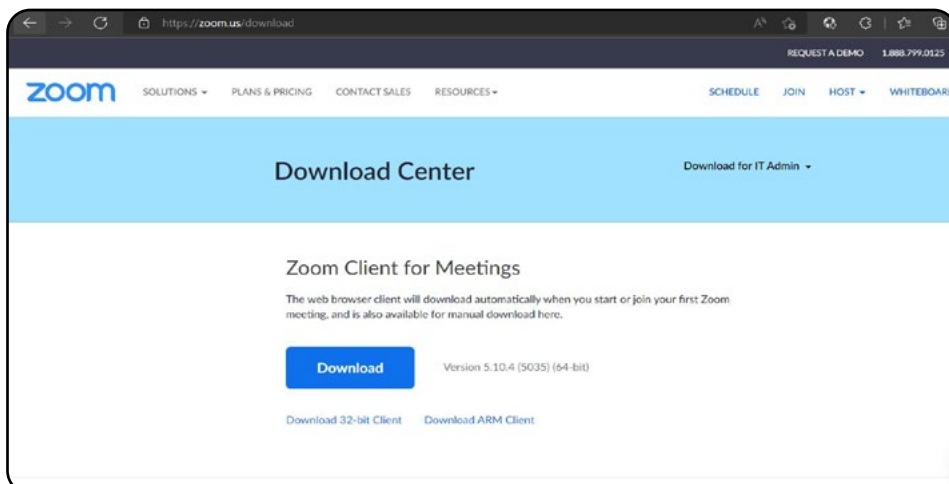 https://zoom.us/download
REQUEST A DEMO 1.888.799.0125
zoom SOLUTIONS PLANS & PRICING CONTACT SALES RESOURCES SCHEDULE JOIN HOST WHITEBOAR
Download Center
Download for IT Admin
Zoom Client for Meetings
The web browser client will download automatically when you start or join your first Zoom
meeting, and is also available for manual download here.
Download Version 5.10.4 (5035) (64-bit)
Download 32-bit Client Download ARM Client